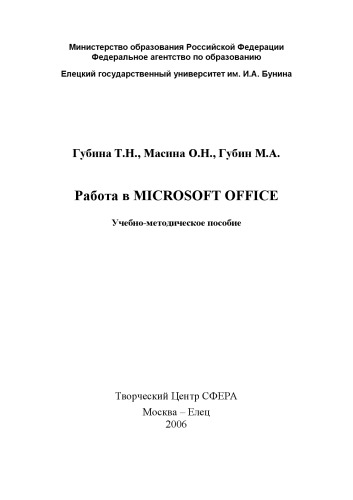 Министерство образования Российской Федерации
Федеральное агентство по образованию
Елецкий государственный университет им. И.А. Бунина
Губина Т.Н., Масина О.Н., Губин М.А.
Работа в MICROSOFT OFFICE
Учебно-методическое пособие
Творческий Центр СФЕРА
Москва – Елец
2006